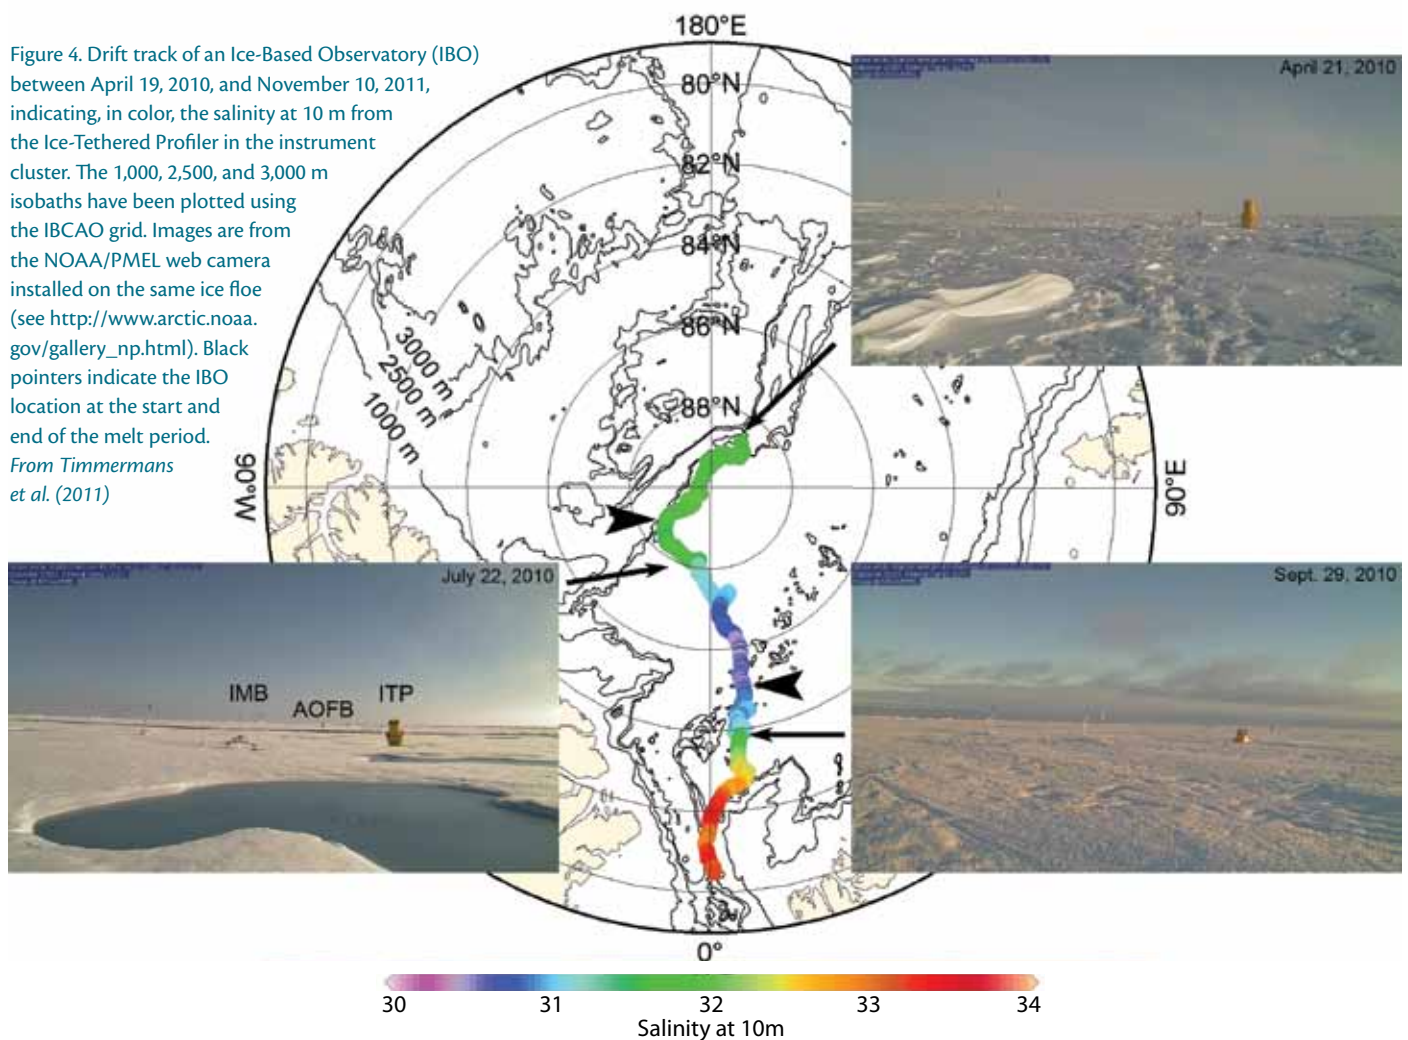 Figure 4. Drift track of an Ice-Based Observatory (IBO)
between April 19, 2010, and November 10, 2011,
indicating, in color, the salinity at 10 m from
the Ice-Tethered Profiler in the instrument
cluster. The 1,000, 2,500, and 3,000 m
isobaths have been plotted using
the IBCAO grid. Images are from
the NOAA/PMEL web camera
installed on the same ice floe
(see http://www.arctic.noaa.
gov/gallery_np.html). Black
pointers indicate the IBO
location at the start and
end of the melt period.
From Timmermans
et al. (2011)
180°E
80°N
82°N
84°N
86°N
88°N
3000 m
2500 m
1000 m
90°W
90°E
0°
April 21, 2010
July 22, 2010
IMB
AOFB
ITP
Sept. 29, 2010
30 31 32 33 34
Salinity at 10m